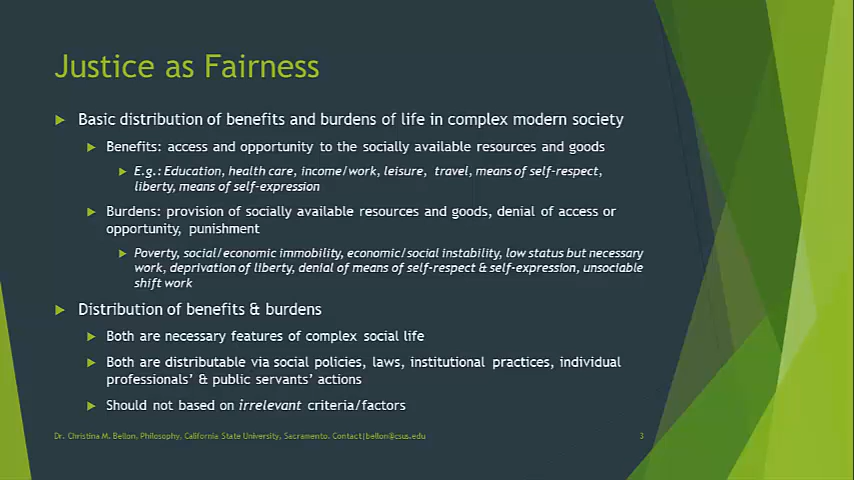 Justice as Fairness
Basic distribution of benefits and burdens of life in complex modern society
Benefits: access and opportunity to the socially available resources and goods
E.g.: Education, health care, income/work, leisure, travel, means of self-respect,
liberty, means of self-expression
Burdens: provision of socially available resources and goods, denial of access or
opportunity, punishment
Poverty, social/economic immobility, economic/social instability, low status but necessary
work, deprivation of liberty, denial of means of self-respect & self-expression, unsociable
shift work
Distribution of benefits & burdens
Both are necessary features of complex social life
Both are distributable via social policies, laws, institutional practices, individual
professionals’ & public servants’ actions
Should not based on irrelevant criteria/factors
Dr. Christina M. Bellon, Philosophy, California State University, Sacramento. Contact|bellon@csus.edu
3